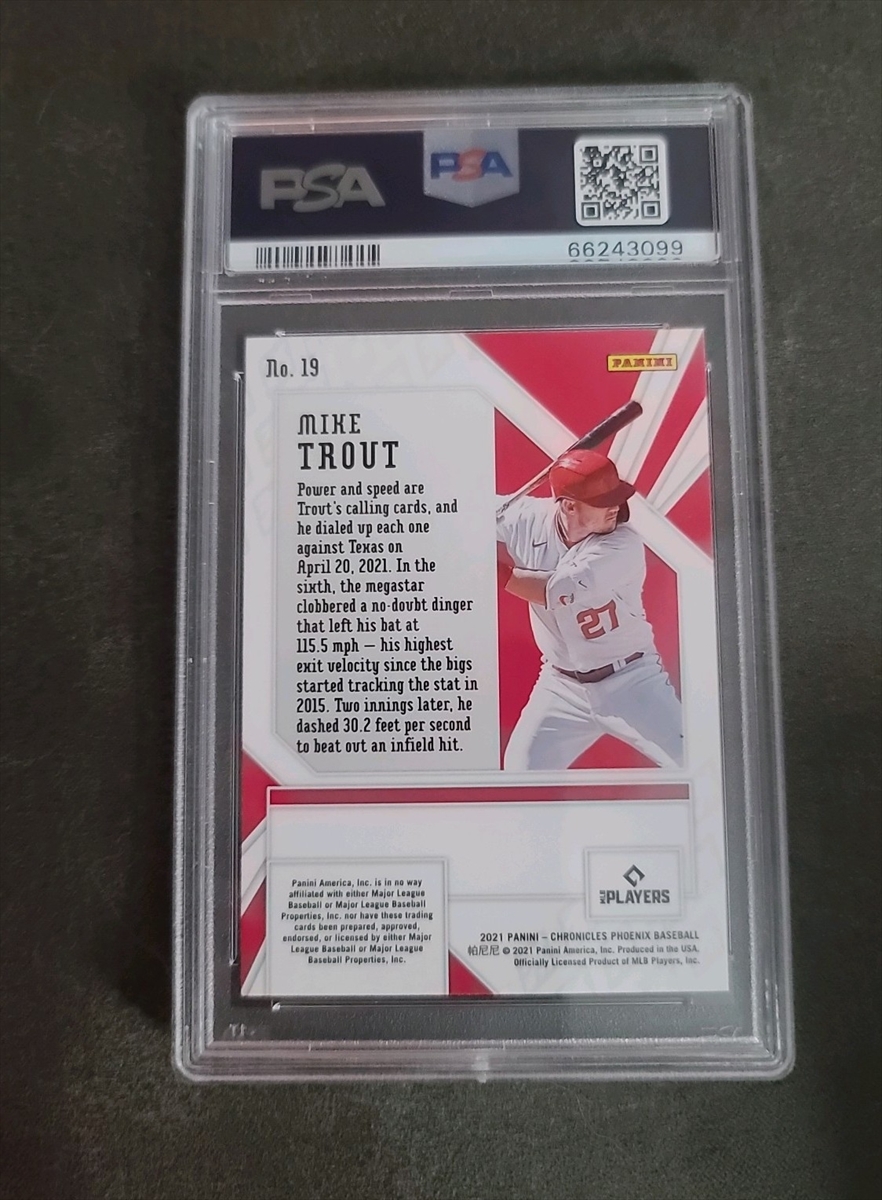 PSA PSA
66243099
No. 19
PANINI
MIKE
TROUT
Power and speed are
Trout's calling cards, and
he dialed up each one
against Texas on
April 20, 2021. In the
sixth, the megastar
clobbered a no-doubt dinger
that left his bat at
115.5 mph — his highest
exit velocity since the bigs
started tracking the stat in
2015. Two innings later, he
dashed 30.2 feet per second
to beat out an infield hit.
27
Panini America, Inc. is in no way
affiliated with either Major League
Baseball or Major League Baseball
Properties, Inc. nor have these trading
cards been prepared, approved,
endorsed, or licensed by either Major
League Baseball or Major League
Baseball Properties, Inc.
MLB PLAYERS
2021 PANINI – CHRONICLES PHOENIX BASEBALL
帕尼尼 © 2021 Panini America, Inc. Produced in the USA.
Officially Licensed Product of MLB Players, Inc.